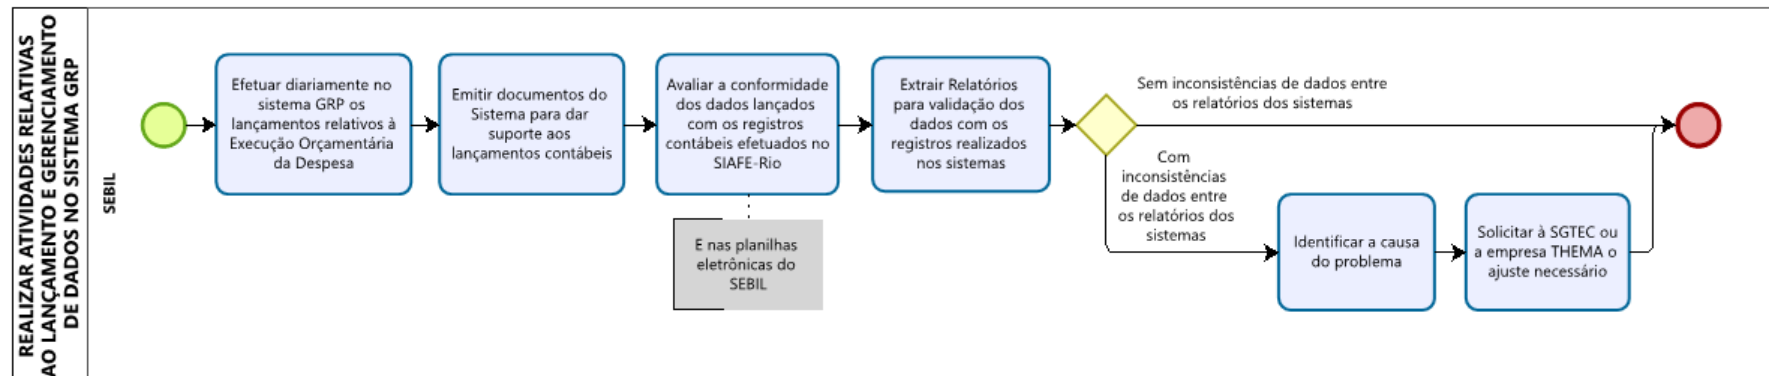 REALIZAR ATIVIDADES RELATIVAS
AO LANÇAMENTO E GERENCIAMENTO
DE DADOS NO SISTEMA GRP
SEBIL
Efetuar diariamente no
sistema GRP os
lançamentos relativos à
Execução Orçamentária
da Despesa
Emitir documentos do
Sistema para dar
suporte aos
lançamentos contábeis
Avaliar a conformidade
dos dados lançados
com os registros
contábeis efetuados no
SIAFE-Rio
E nas planilhas
eletrônicas do
SEBIL
Extrair Relatórios
para validação dos
dados com os
registros realizados
nos sistemas
Sem inconsistências de dados entre
os relatórios dos sistemas
Com
inconsistências
de dados entre
os relatórios dos
sistemas
Identificar a causa
do problema
Solicitar à SGTEC ou
a empresa THEMA o
ajuste necessário